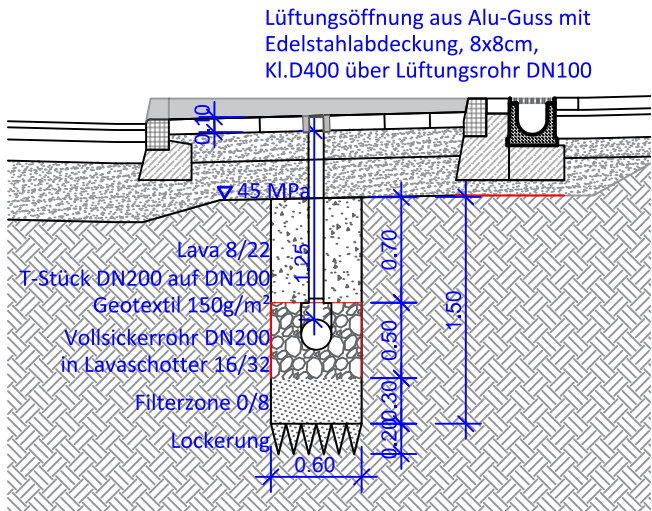 Lüftungsöffnung aus Alu-Guss mit
Edelstahlabdeckung, 8x8cm,
Kl.D400 über Lüftungsrohr DN100
0.10
45 MPa
Lava 8/22
1.25
0.70
T-Stück DN200 auf DN100
Geotextil 150g/m²
1.50
Vollsickerrohr DN200
0.50
in Lavaschotter 16/32
Filterzone 0/8
0.30
Lockerung
0.20
0.60